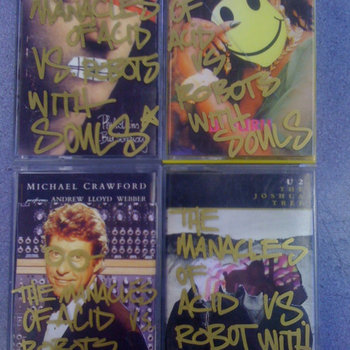 MANACLES
OF ACID
VS ROBOTS
WITH
SOULS
OF
ACID
VS
ROBOTS
WITH
SOULS
MICHAEL CRAWFORD
performs ANDREW LLOYD WEBBER
THE MANACLES
OF ACID VS
ROBOTS
U2
THE
JOSHUA
TREE
THE
MANACLES
OF
ACID VS
ROBOT WITH